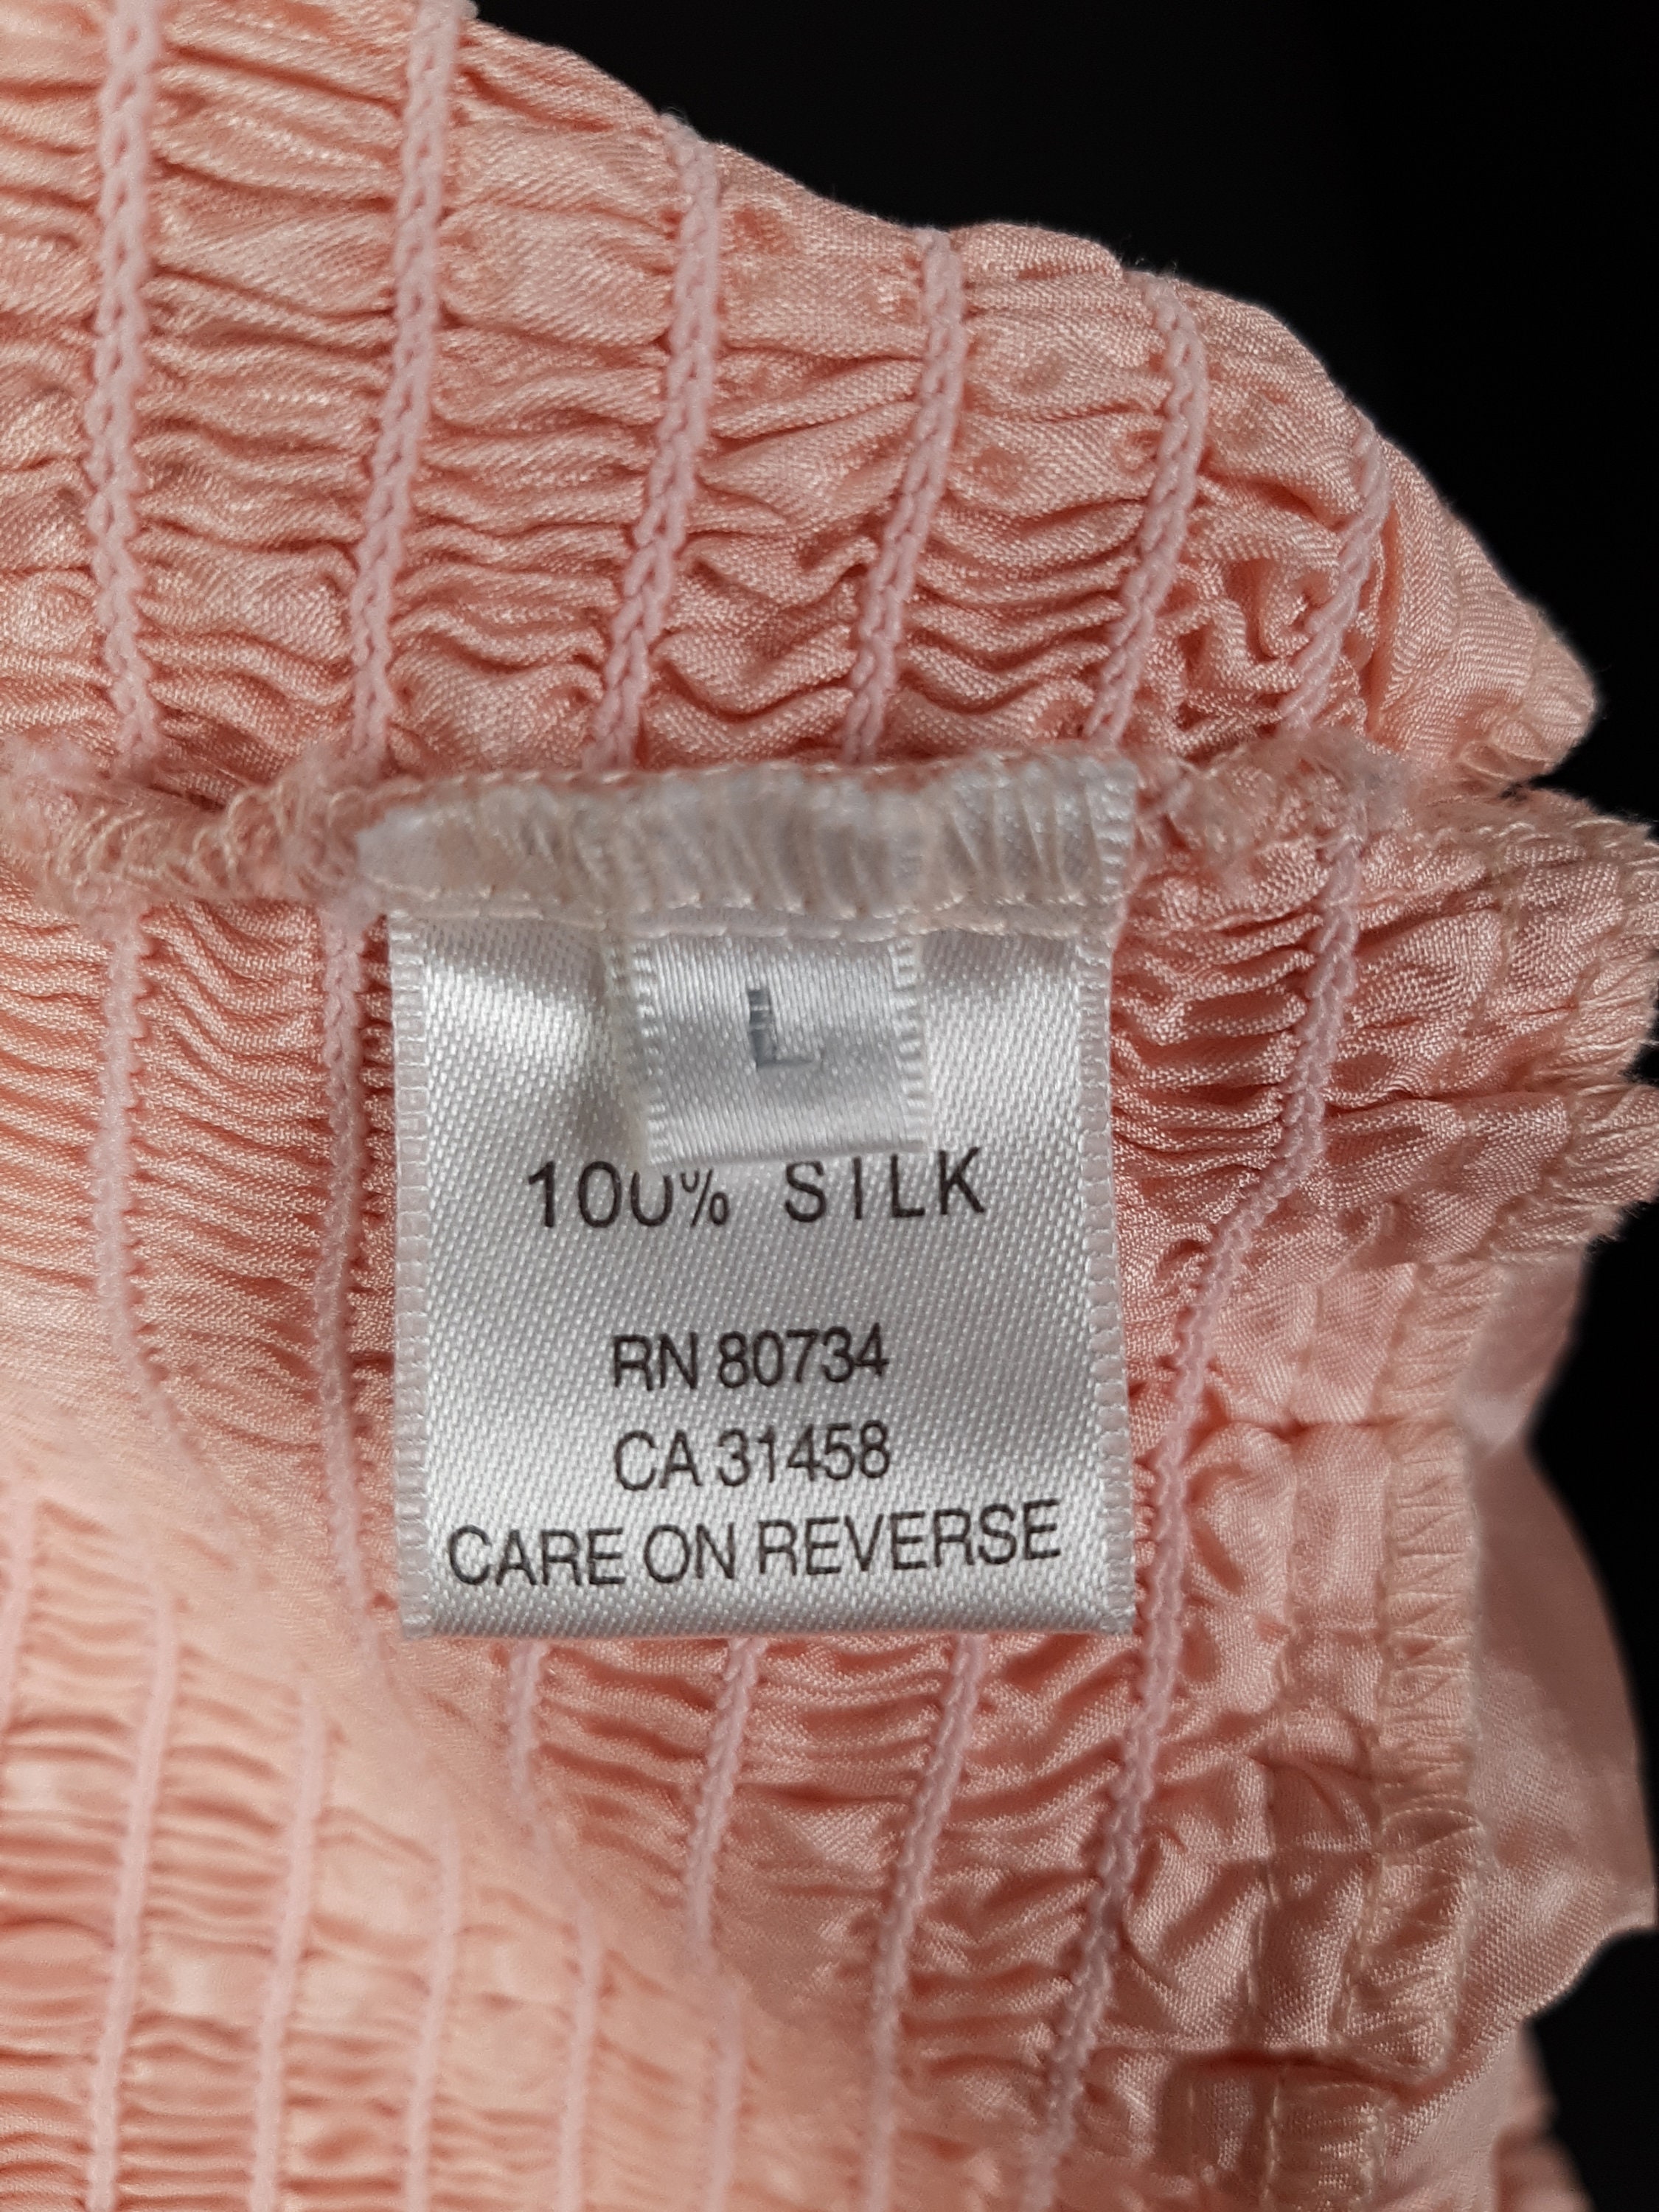 L
100% SILK
RN 80734
CA 31458
CARE ON REVERSE